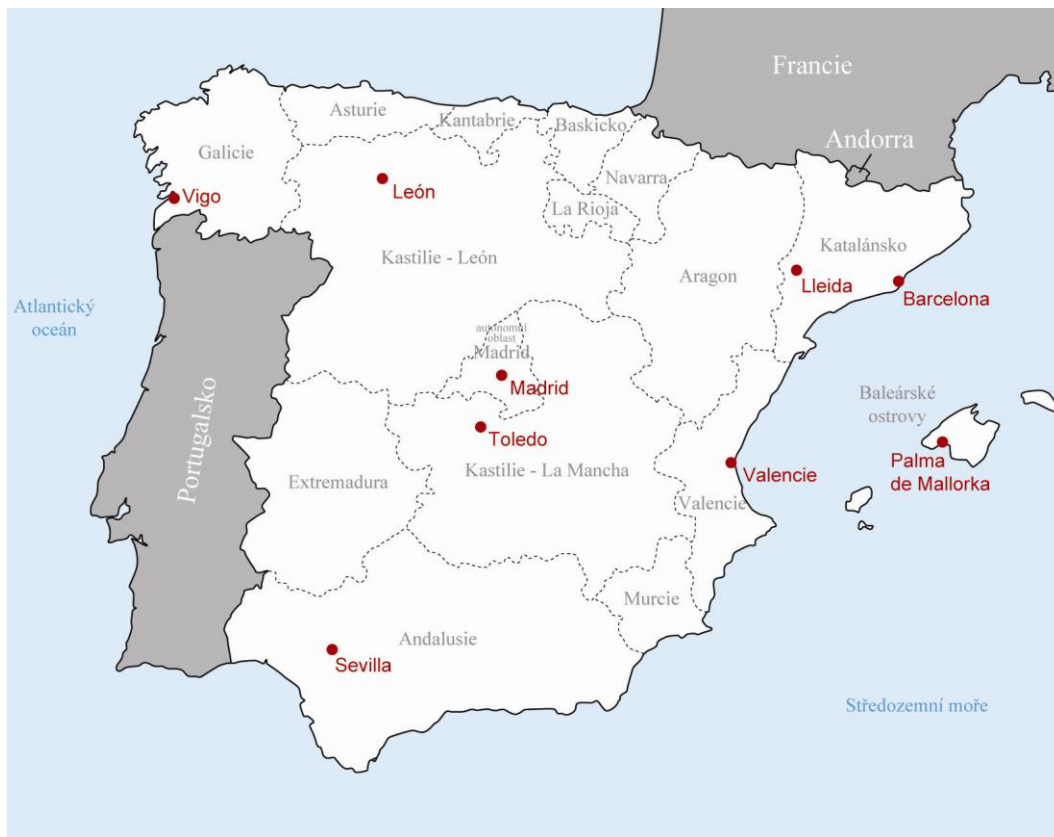 Francie
Andorra
Asturie
Kantabrie
Baskicko
Galicie
Navarra
León
Vigo
La Rioja
Katalánsko
Kastilie - León
Aragon
Lleida
Barcelona
Atlantický
oceán
autonomní
oblast
Madrid
Madrid
Portugalsko
Baleárské
ostrovy
Toledo
Palma
de Mallorka
Kastilie - La Mancha
Valencie
Extremadura
Valencie
Murcie
Andalusie
Sevilla
Středozemní moře